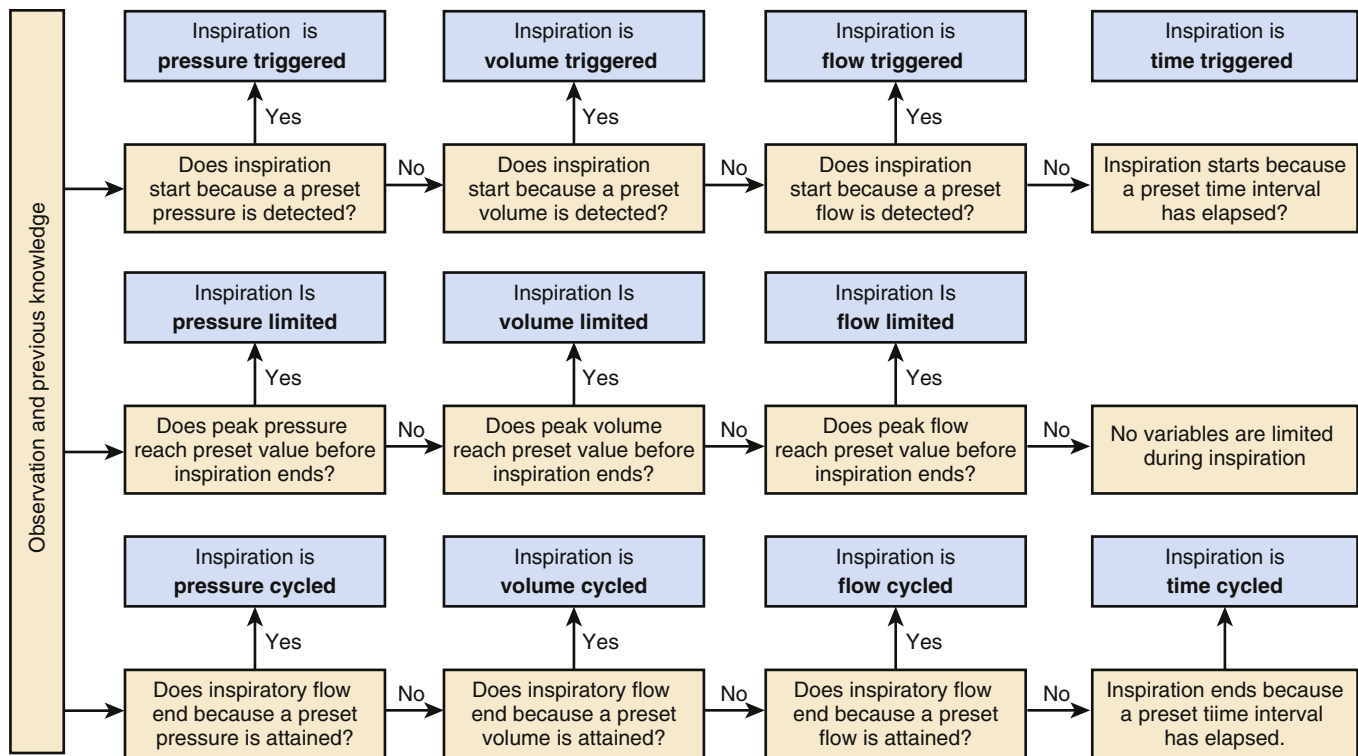 Observation and previous knowledge
Inspiration is
pressure triggered
Inspiration is
volume triggered
Inspiration is
flow triggered
Inspiration is
time triggered
Yes
Yes
Yes
Does inspiration
start because a preset
pressure is detected?
No
Does inspiration
start because a preset
volume is detected?
No
Does inspiration
start because a preset
flow is detected?
No
Inspiration starts because
a preset time interval
has elapsed?
Inspiration Is
pressure limited
Inspiration Is
volume limited
Inspiration Is
flow limited
Yes
Yes
Yes
Does peak pressure
reach preset value before
inspiration ends?
No
Does peak volume
reach preset value before
inspiration ends?
No
Does peak flow
reach preset value before
inspiration ends?
No
No variables are limited
during inspiration
Inspiration is
pressure cycled
Inspiration is
volume cycled
Inspiration is
flow cycled
Inspiration is
time cycled
Yes
Yes
Yes
Does inspiratory flow
end because a preset
pressure is attained?
No
Does inspiratory flow
end because a preset
volume is attained?
No
Does inspiratory flow
end because a preset
flow is attained?
No
Inspiration ends because
a preset tiime interval
has elapsed.